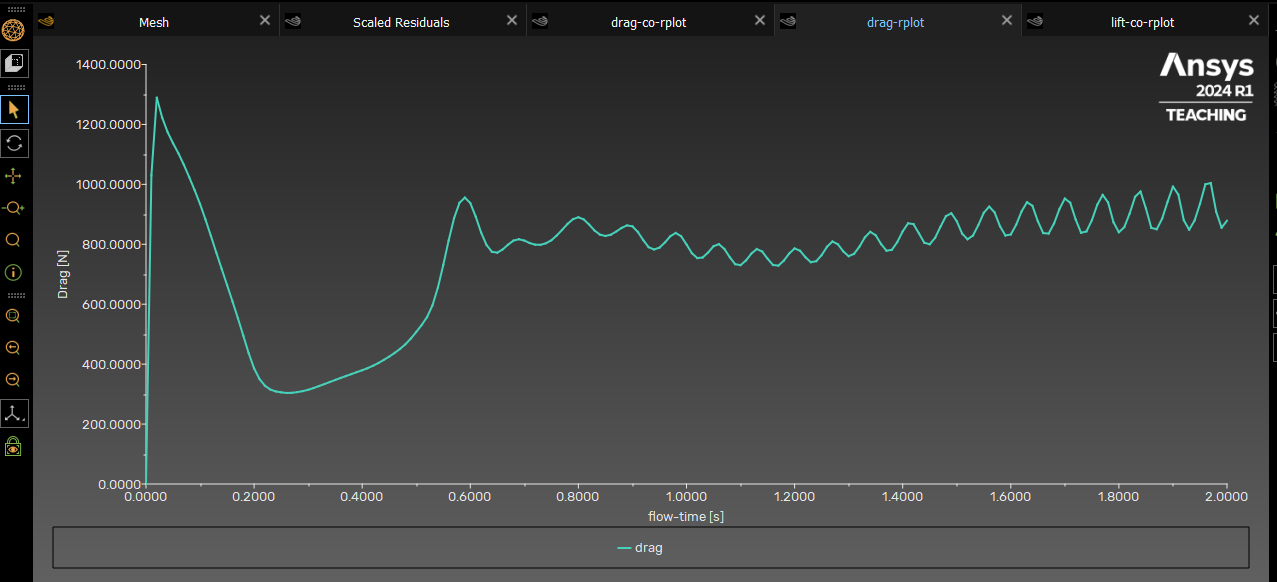 Mesh
Scaled Residuals
drag-co-rplot
drag-rplot
lift-co-rplot
Ansys
2024 R1
TEACHING
1400.0000
1200.0000
1000.0000
800.0000
600.0000
400.0000
200.0000
0.0000
Drag [N]
0.0000 0.2000 0.4000 0.6000 0.8000 1.0000 1.2000 1.4000 1.6000 1.8000 2.0000
flow-time [s]
drag